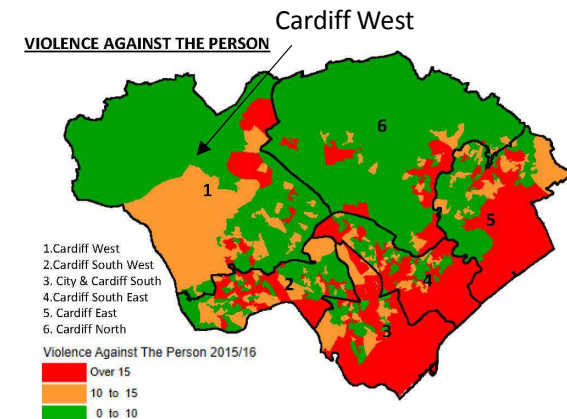 Cardiff West
VIOLENCE AGAINST THE PERSON
6
1
5
1.Cardiff West
2.Cardiff South West
3. City & Cardiff South
4.Cardiff South East
5. Cardiff East
6. Cardiff North
4
2
3
Violence Against The Person 2015/16
Over 15
10 to 15
0 to 10